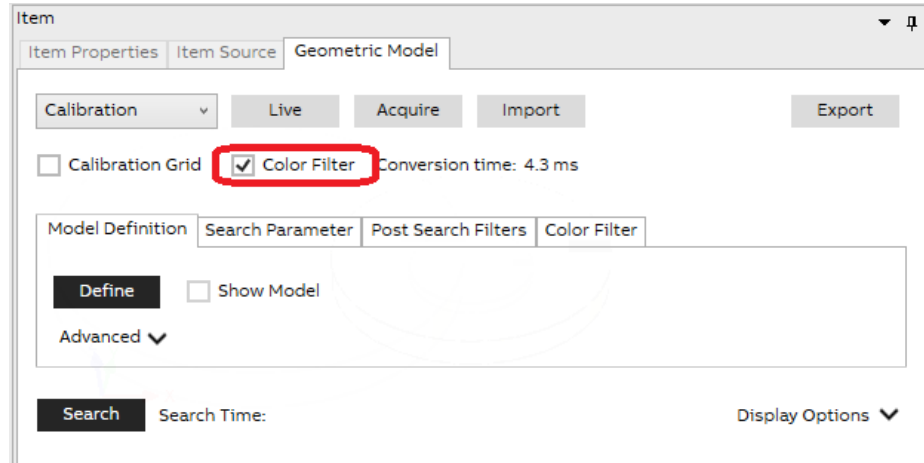 Item
Item Properties Item Source Geometric Model
Calibration Live Acquire Import Export
Calibration Grid Color Filter Conversion time: 4.3 ms
Model Definition Search Parameter Post Search Filters Color Filter
Define Show Model
Advanced
Search Search Time: Display Options